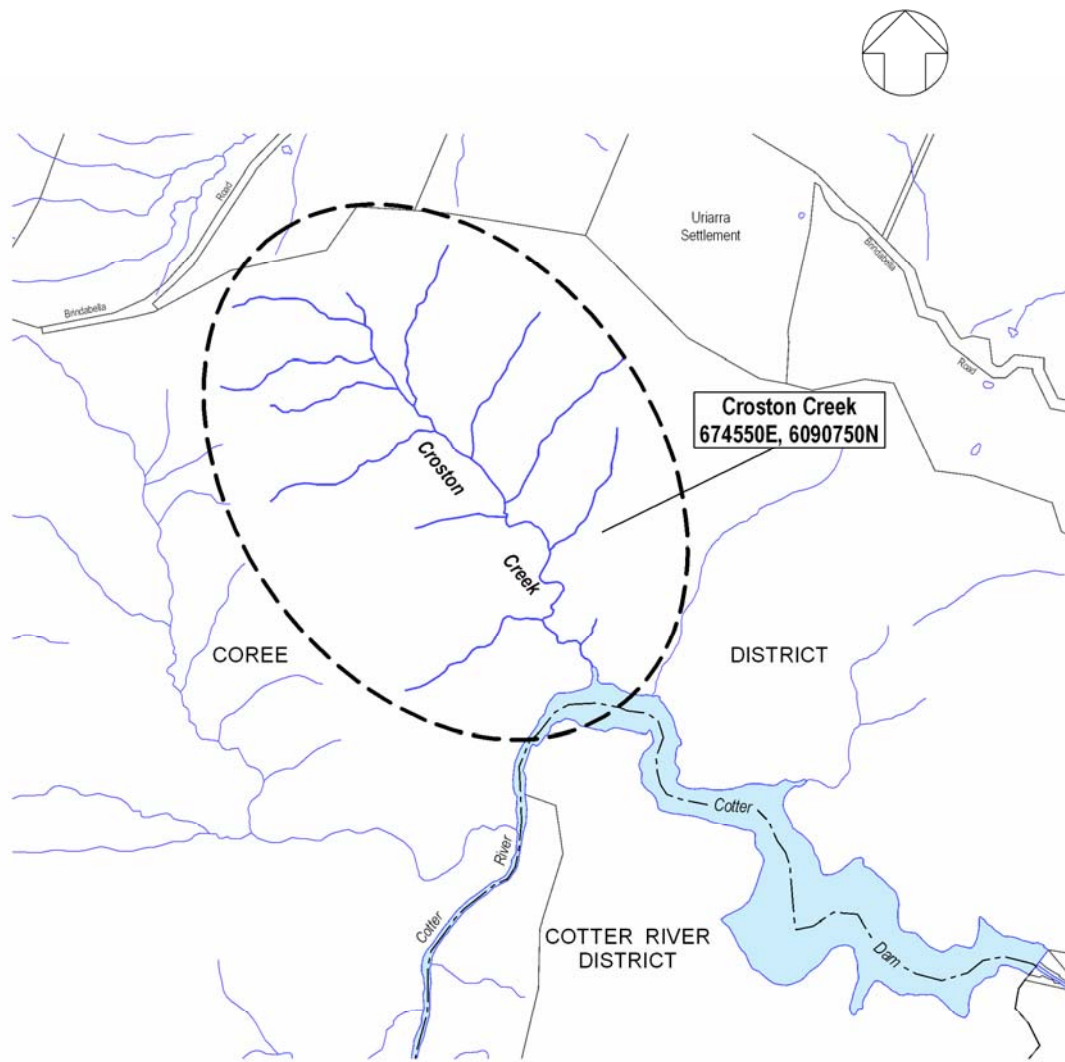 Road
Uriarra
Settlement
Brindabella
Brindabella
Road
Croston Creek
674550E, 6090750N
Croston
Creek
COREE
DISTRICT
Cotter
River
Cotter
Dam
COTTER RIVER
DISTRICT